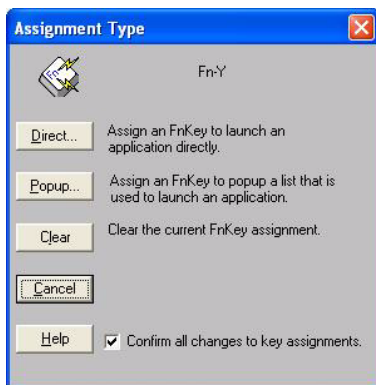 Assignment Type
Fn
Fn-Y
Direct...
Assign an FnKey to launch an
application directly.
Popup...
Assign an FnKey to popup a list that is
used to launch an application.
Clear
Clear the current FnKey assignment.
Cancel
Help
Confirm all changes to key assignments.